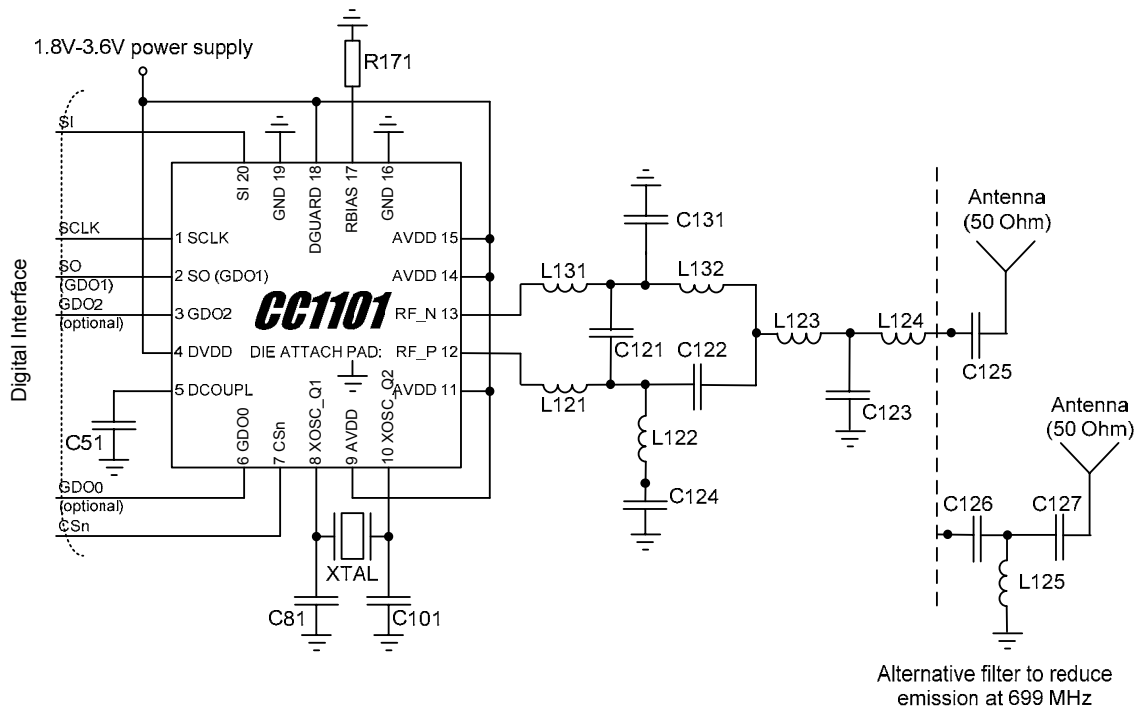 1.8V-3.6V power supply
R171
SI
SI 20
GND 19
DGUARD 18
RBIAS 17
GND 16
Antenna
(50 Ohm)
C131
SCLK
1 SCLK
AVDD 15
SO
(GDO1)
2 SO (GDO1)
AVDD 14
L131
L132
GDO2
(optional)
3 GDO2
CC1101
RF_N 13
L123
L124
C121
C122
4 DVDD
DIE ATTACH PAD:
RF_P 12
C125
Digital Interface
5 DCOUPL
AVDD 11
L121
C123
Antenna
(50 Ohm)
C51
6 GDO0
7 CSn
8 XOSC_Q1
9 AVDD
10 XOSC_Q2
L122
GDO0
(optional)
C124
C126
C127
CSn
XTAL
L125
C81
C101
Alternative filter to reduce
emission at 699 MHz